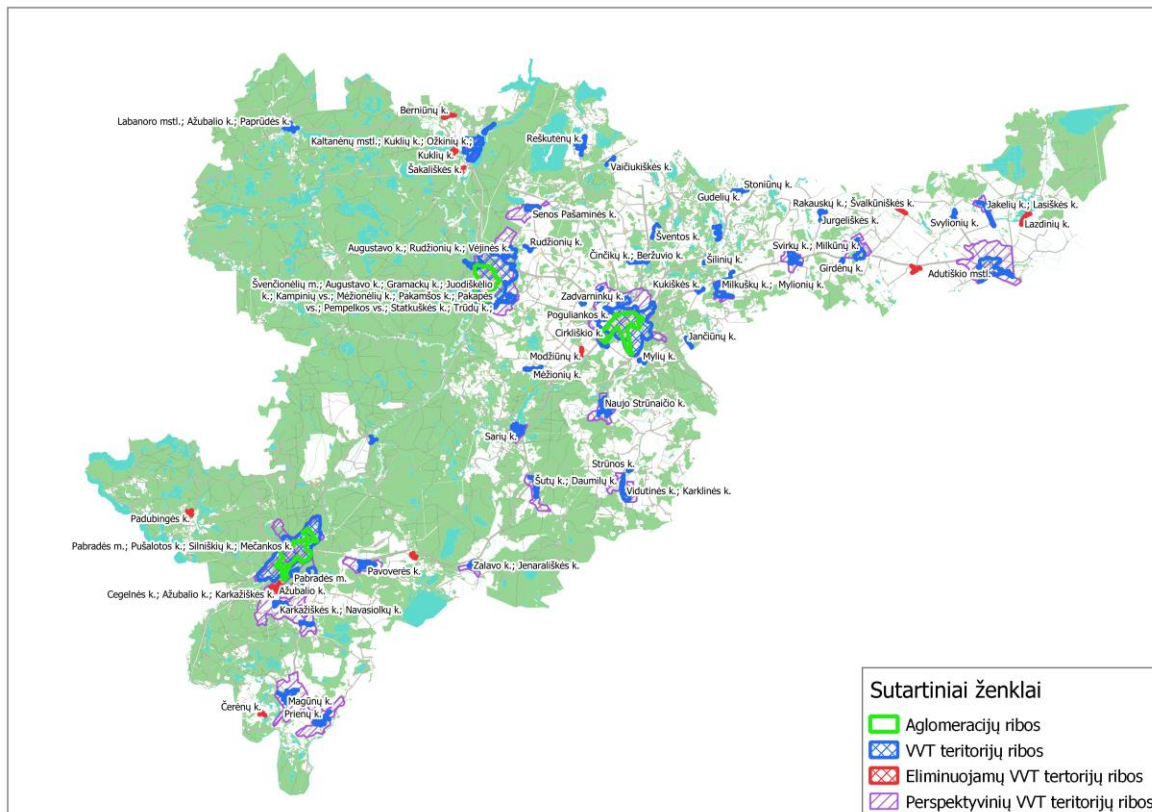 Berniūnų k.
Labanoro mstl.; Ažubalio k.; Paprūdės k.
Kaltanėnų mstl.; Kuklių k.; Ožkinių k.;
Kuklių k.
Šakališkės k.
Reškutėnų k.
Vaičiukiškės k.
Stoniūnų k.
Gudelių k.
Rakauskų k.; Švalkūniškės k.
Jurgeliškės k.
Jakelių k.; Lasiškės k.
Svylionių k.
Lazdinių k.
Senos Pašaminės k.
Šventos k.
Augustavo k.; Rudžionių k.; Vėjinės k.
Rudžionių k.
Svirkų k.; Milkūnų k.
Činčikų k.; Beržuvio k.
Šilinių k.
Girdėnų k.
Adutiškio mstl.
Švenčionėlių m.; Augustavo k.; Gramackų k.; Juodiškėlio
k.; Kampinių vs.; Mėžionėlių k.; Pakamšos k.; Pakapės
vs.; Pempelkos vs.; Statkuškės k.; Trūdų k.;
Kukiškės k.
Milkuškų k.; Mylionių k.
Zadvarninkų k.
Poguliankos k.
Cirkliškio k.
Jančiūnų k.
Modžiūnų k.
Mylių k.
Mėžionių k.
Naujo Strūnaičio k.
Sarių k.
Strūnos k.
Šutų k.; Daumilų k.
Vidutinės k.; Karklinės k.
Padubingės k.
Pabradės m.; Pušalotos k.; Silniškių k.; Mečankos k.
Pavoverės k.
Zalavo k.; Jenarališkės k.
Pabradės m.
Ažubalio k.
Cegelnės k.; Ažubalio k.; Karkažiškės k.
Karkažiškės k.; Navasiolkų k.
Magūnų k.
Čerėnų k.
Prienų k.
Sutartiniai ženklai
Aglomeracijų ribos
VVT teritorijų ribos
Eliminuojamų VVT tertorijų ribos
Perspektyvinių VVT teritorijų ribos